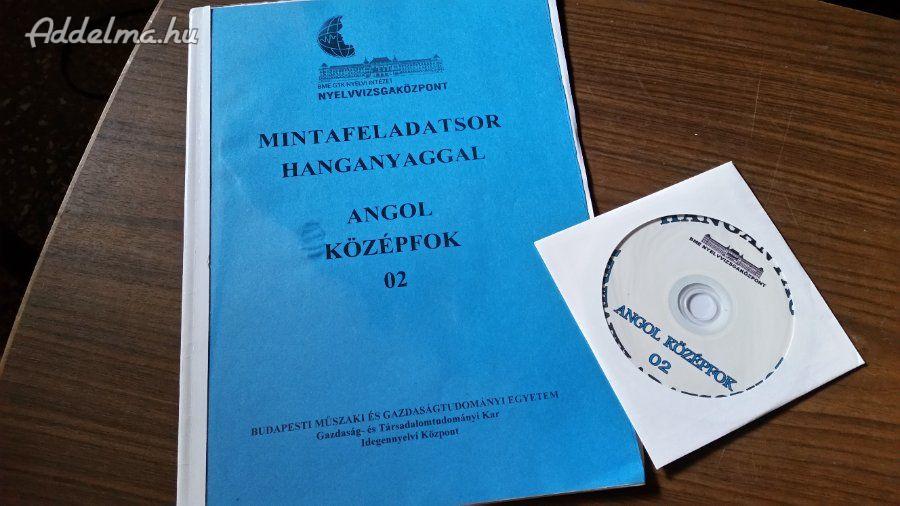 Addelma.hu
BME GTK NYELVI INTÉZET
NYELVVIZSGAKÖZPONT
MINTAFELADATSOR
HANGANYAGGAL
ANGOL
KÖZÉPFOK
02
BUDAPESTI MŰSZAKI ÉS GAZDASÁGTUDOMÁNYI EGYETEM
Gazdaság- és Társadalomtudományi Kar
Idegennyelvi Központ
BME NYELVVIZSGAKÖZPONT
ANGOL KÖZÉPFOK
02